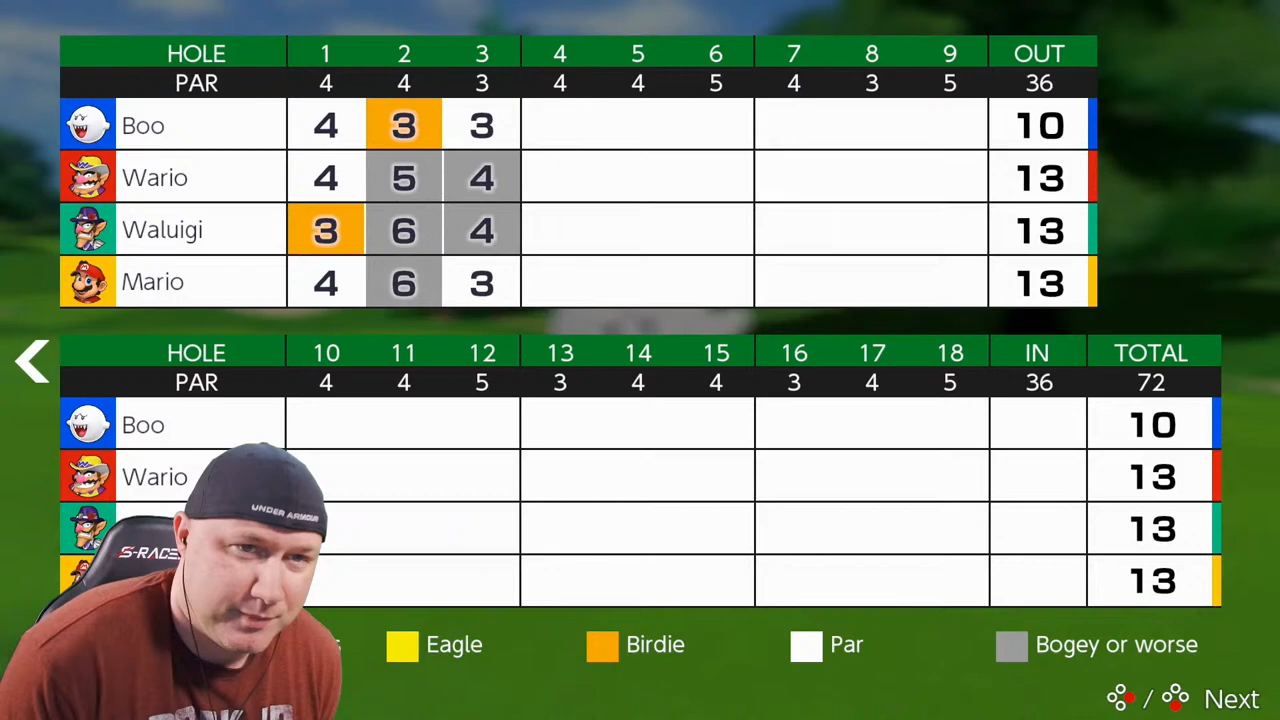 HOLE 1 2 3 4 5 6 7 8 9 OUT
PAR 4 4 3 4 4 5 4 3 5 36
Boo 4 3 3 10
Wario 4 5 4 13
Waluigi 3 6 4 13
Mario 4 6 3 13
HOLE 10 11 12 13 14 15 16 17 18 IN TOTAL
PAR 4 4 5 3 4 4 3 4 5 36 72
Boo 10
Wario 13
13
13
UNDER ARMOUR
S-RACE
Eagle Birdie Par Bogey or worse
/ Next